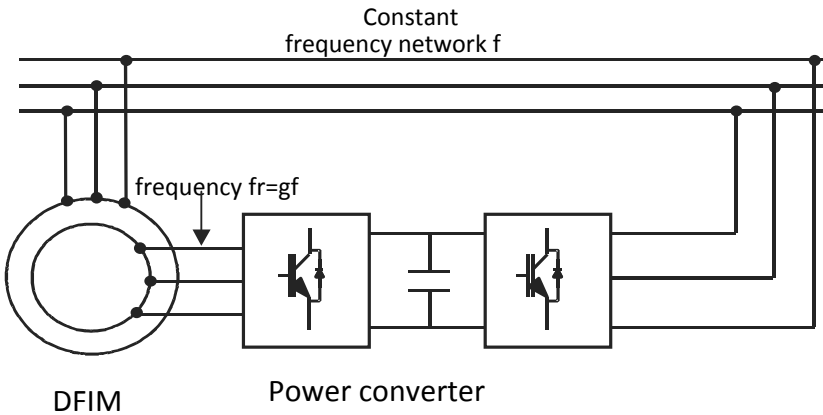 Constant
frequency network f
frequency fr=gf
DFIM
Power converter